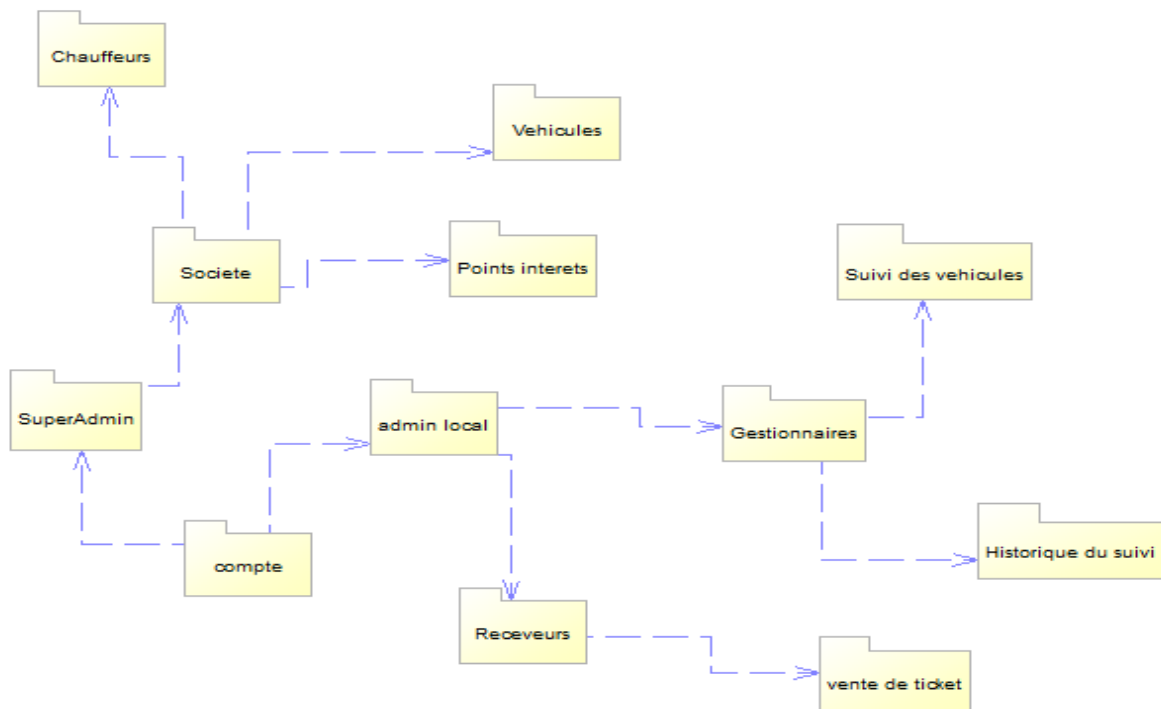 Chauffeurs
Vehicules
Societe
Points interets
Suivi des vehicules
SuperAdmin
admin local
Gestionnaires
compte
Historique du suivi
Receveurs
vente de ticket